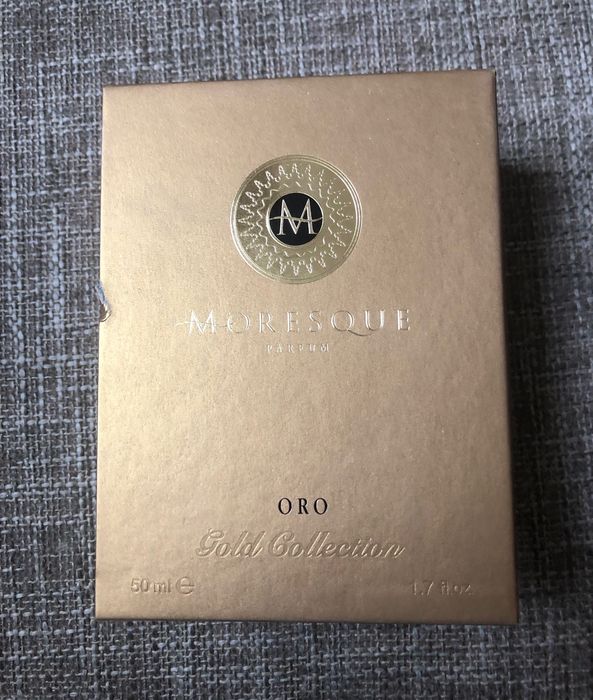 M
MORESQUE
PARFUM
ORO
Gold Collection
50 ml ℮ 1.7 fl.oz.